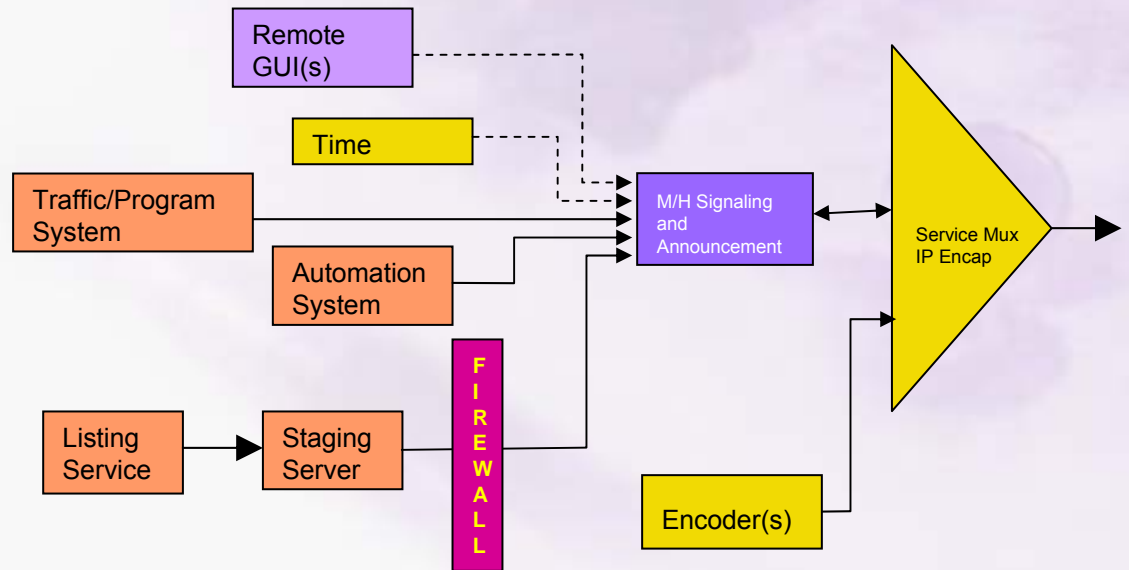 Remote
GUI(s)
Time
Traffic/Program
System
M/H Signaling
and
Announcement
Service Mux
IP Encap
Automation
System
F
I
R
E
W
A
L
L
Listing
Service
Staging
Server
Encoder(s)